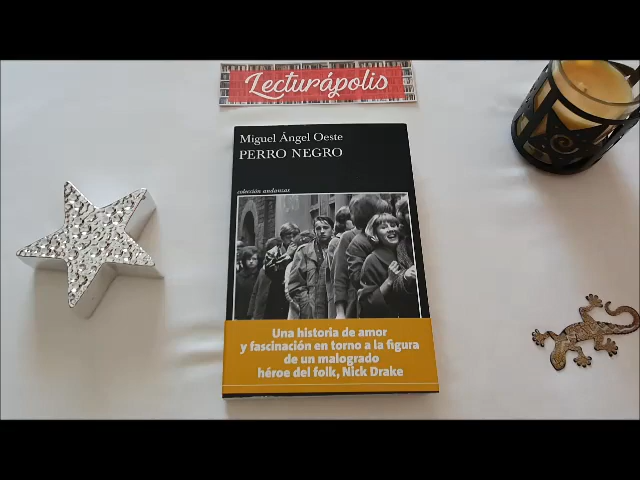 Lecturápolis
Miguel Ángel Oeste
PERRO NEGRO
colección andanzas
Una historia de amor
y fascinación en torno a la figura
de un malogrado
héroe del folk, Nick Drake